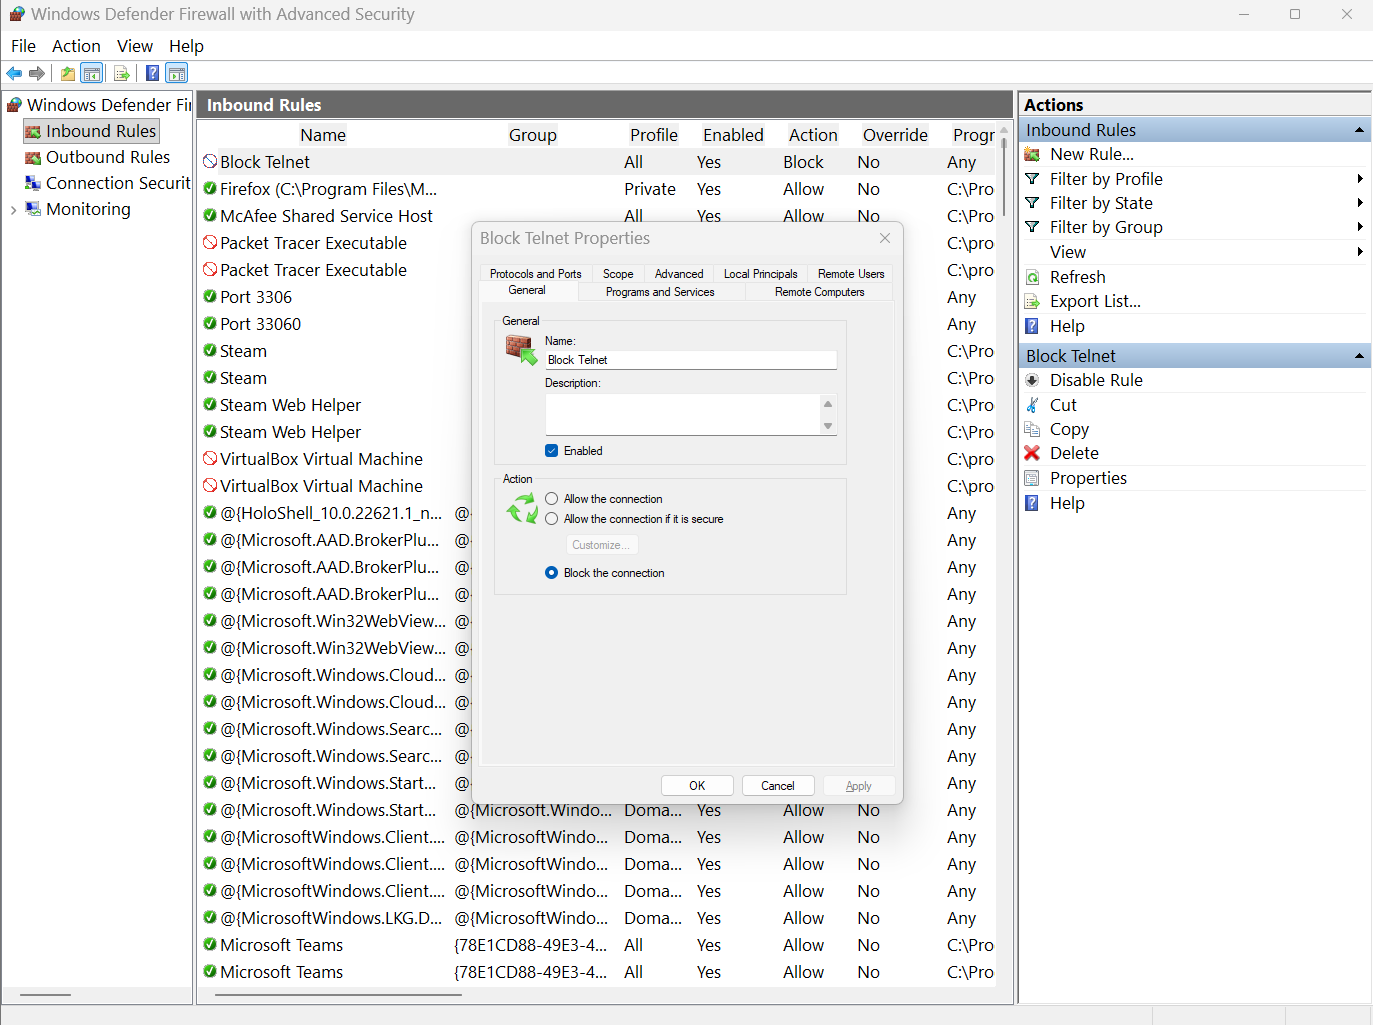 Windows Defender Firewall with Advanced Security
File Action View Help
Windows Defender Fi
Inbound Rules
Outbound Rules
Connection Securit
Monitoring
Inbound Rules
Name Group Profile Enabled Action Override Progr
Block Telnet All Yes Block No Any
Firefox (C:\Program Files\M... Private Yes Allow No C:\Pro
McAfee Shared Service Host All Yes Allow No C:\Pro
Packet Tracer Executable C:\pro
Packet Tracer Executable C:\pro
Port 3306 Any
Port 33060 Any
Steam C:\Pro
Steam C:\Pro
Steam Web Helper C:\Pro
Steam Web Helper C:\Pro
VirtualBox Virtual Machine C:\pro
VirtualBox Virtual Machine C:\pro
@{HoloShell_10.0.22621.1_n... @ Any
@{Microsoft.AAD.BrokerPlu... @ Any
@{Microsoft.AAD.BrokerPlu... @ Any
@{Microsoft.AAD.BrokerPlu... @ Any
@{Microsoft.Win32WebView... @ Any
@{Microsoft.Win32WebView... @ Any
@{Microsoft.Windows.Cloud... @ Any
@{Microsoft.Windows.Cloud... @ Any
@{Microsoft.Windows.Searc... @ Any
@{Microsoft.Windows.Searc... @ Any
@{Microsoft.Windows.Start... @ Any
@{Microsoft.Windows.Start... @{Microsoft.Windo... Doma... Yes Allow No Any
@{MicrosoftWindows.Client.... @{MicrosoftWindo... Doma... Yes Allow No Any
@{MicrosoftWindows.Client.... @{MicrosoftWindo... Doma... Yes Allow No Any
@{MicrosoftWindows.Client.... @{MicrosoftWindo... Doma... Yes Allow No Any
@{MicrosoftWindows.LKG.D... @{MicrosoftWindo... Doma... Yes Allow No Any
Microsoft Teams {78E1CD88-49E3-4... All Yes Allow No C:\Pro
Microsoft Teams {78E1CD88-49E3-4... All Yes Allow No C:\Pro
Block Telnet Properties
Protocols and Ports Scope Advanced Local Principals Remote Users
General Programs and Services Remote Computers
General
Name:
Block Telnet
Description:
Enabled
Action
Allow the connection
Allow the connection if it is secure
Customize...
Block the connection
OK Cancel Apply
Actions
Inbound Rules
New Rule...
Filter by Profile
Filter by State
Filter by Group
View
Refresh
Export List...
Help
Block Telnet
Disable Rule
Cut
Copy
Delete
Properties
Help